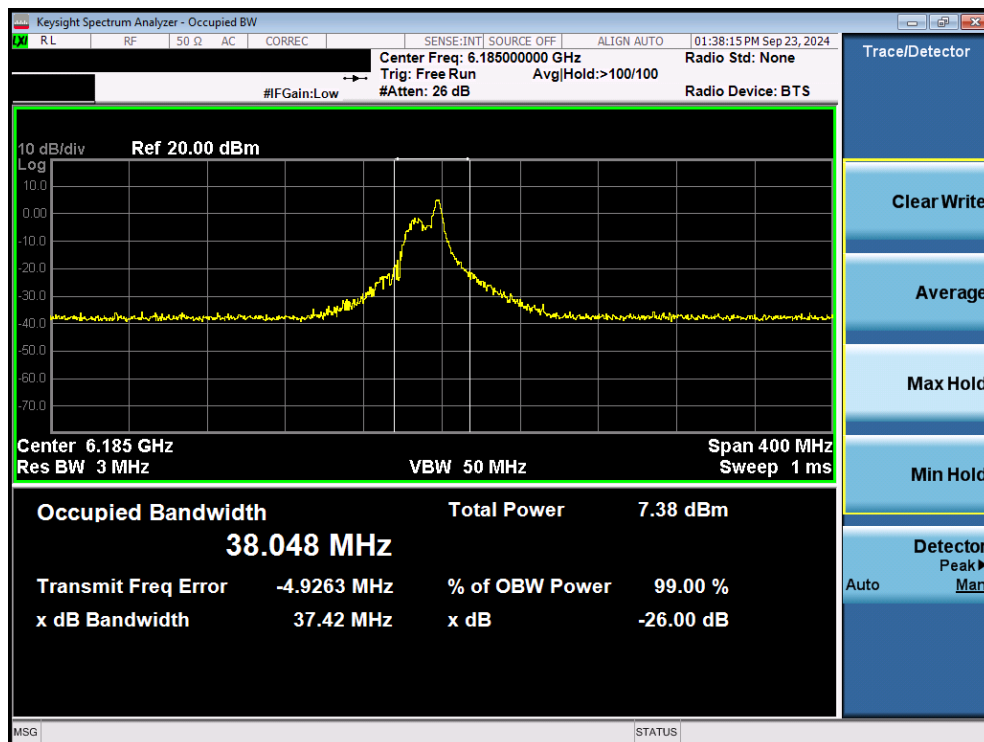 Keysight Spectrum Analyzer - Occupied BW
LXI RL RF 50 Ω AC CORREC SENSE:INT SOURCE OFF ALIGN AUTO 01:38:15 PM Sep 23, 2024
Center Freq: 6.185000000 GHz Radio Std: None
Trig: Free Run Avg|Hold:>100/100
#IFGain:Low #Atten: 26 dB Radio Device: BTS
Trace/Detector
10 dB/div Ref 20.00 dBm
Log
10.0
0.00
-10.0
-20.0
-30.0
-40.0
-50.0
-60.0
-70.0
Center 6.185 GHz Span 400 MHz
Res BW 3 MHz VBW 50 MHz Sweep 1 ms
Occupied Bandwidth Total Power 7.38 dBm
38.048 MHz
Transmit Freq Error -4.9263 MHz % of OBW Power 99.00 %
x dB Bandwidth 37.42 MHz x dB -26.00 dB
Clear Write
Average
Max Hold
Min Hold
Detector
Peak
Auto Man
MSG STATUS